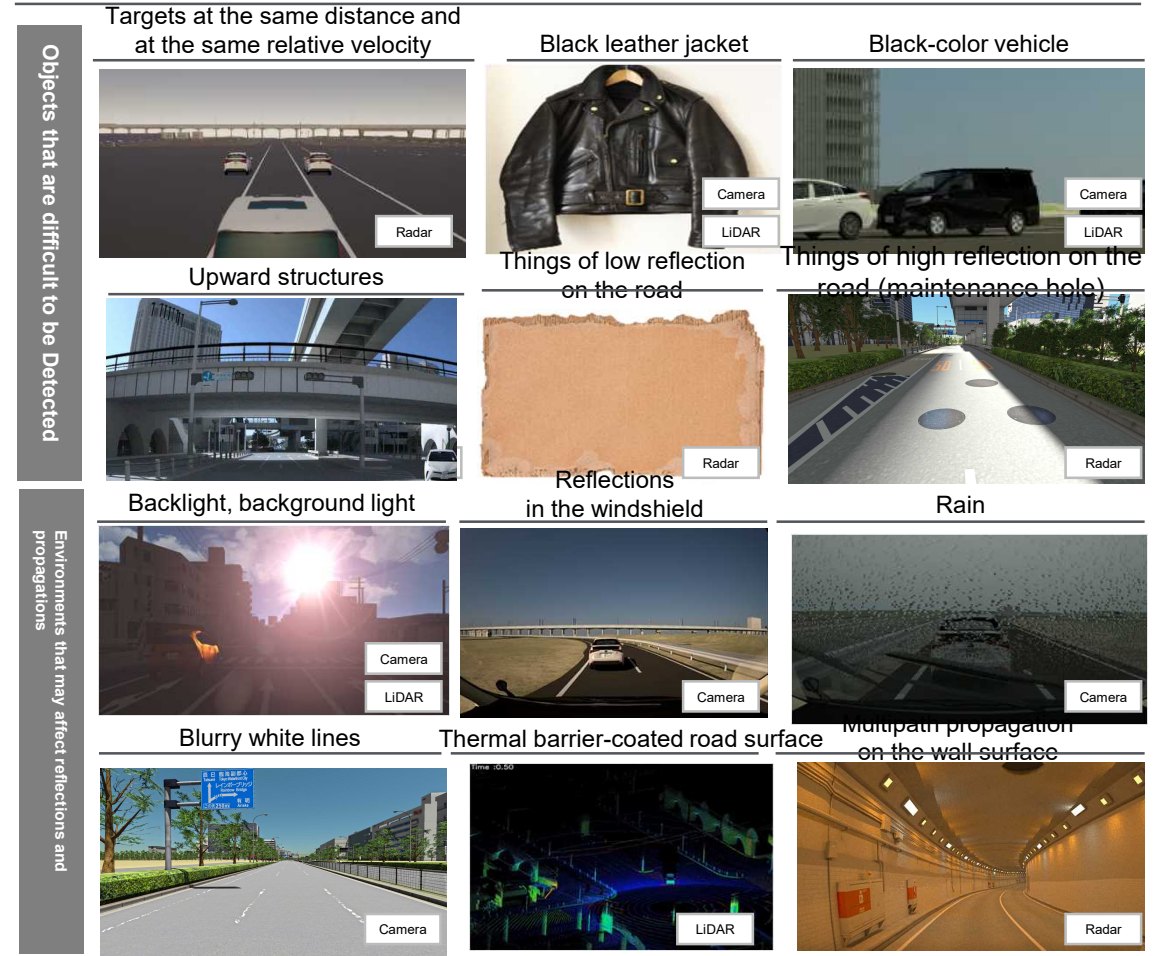 Objects that are difficult to be Detected
Targets at the same distance and
at the same relative velocity
Radar
Black leather jacket
Camera
LiDAR
Black-color vehicle
Camera
LiDAR
Upward structures
Things of low reflection
on the road
Radar
Things of high reflection on the
road (maintenance hole)
Radar
Environments that may affect reflections and
propagations
Backlight, background light
Camera
LiDAR
Reflections
in the windshield
Camera
Rain
Camera
Blurry white lines
Camera
Thermal barrier-coated road surface
Time :0.50
LiDAR
Multipath propagation
on the wall surface
Radar